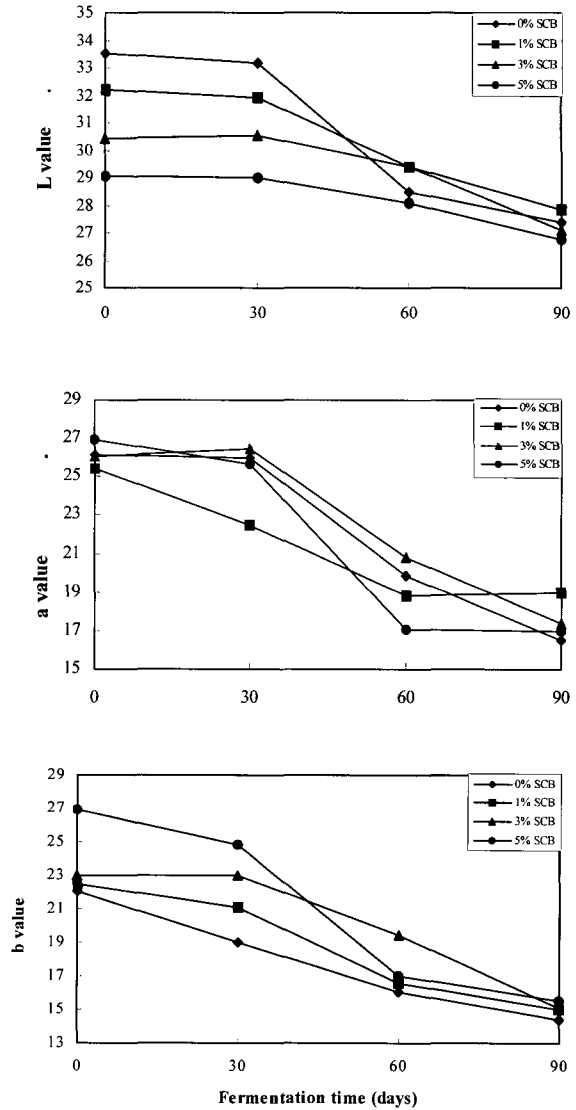 35
34
33
32
31
30
29
28
27
26
25
L value
0% SCB
1% SCB
3% SCB
5% SCB
0 30 60 90
29
27
25
23
21
19
17
15
a value
0% SCB
1% SCB
3% SCB
5% SCB
0 30 60 90
29
27
25
23
21
19
17
15
13
b value
0% SCB
1% SCB
3% SCB
5% SCB
0 30 60 90
Fermentation time (days)